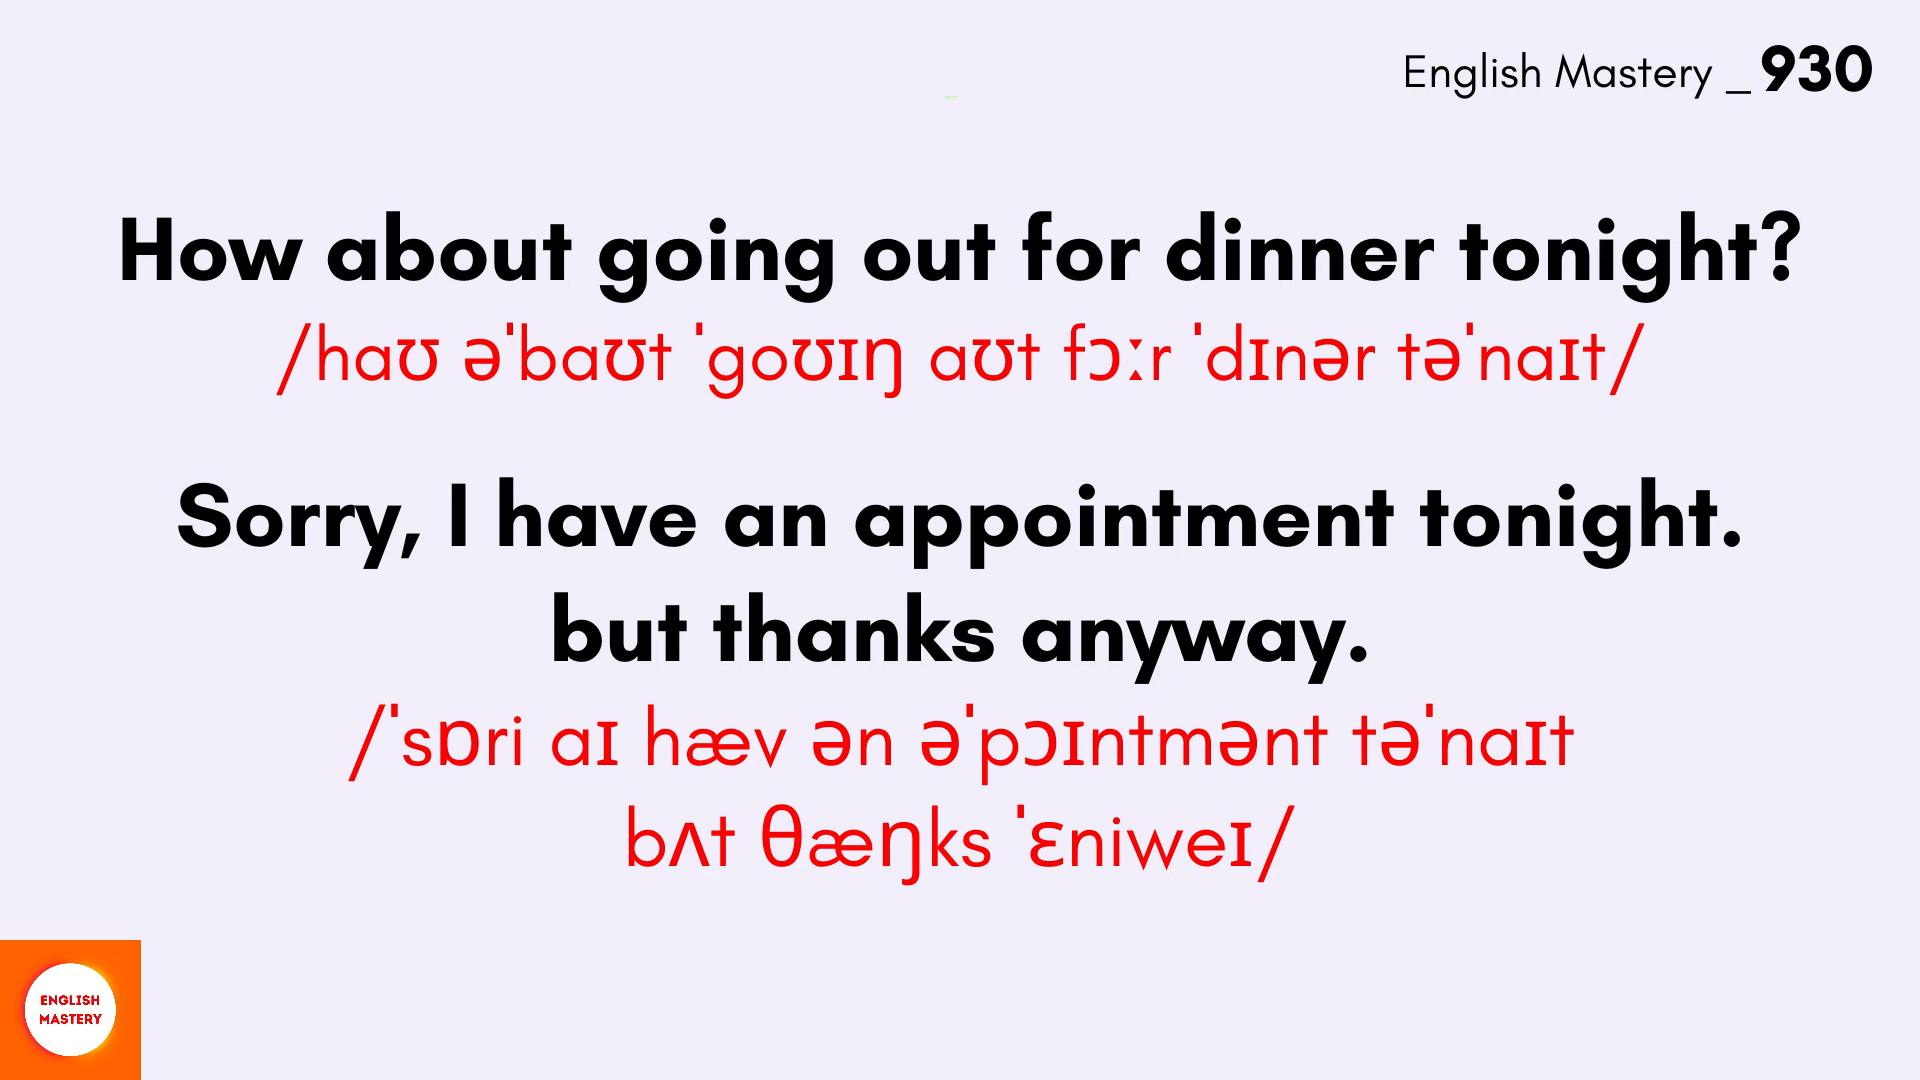 English Mastery _ 930
How about going out for dinner tonight?
/haʊ əˈbaʊt ˈgoʊɪŋ aʊt fɔːr ˈdɪnər təˈnaɪt/
Sorry, I have an appointment tonight.
but thanks anyway.
/ˈsɒri aɪ hæv ən əˈpɔɪntmənt təˈnaɪt
bʌt θæŋks ˈɛniweɪ/
ENGLISH
MASTERY